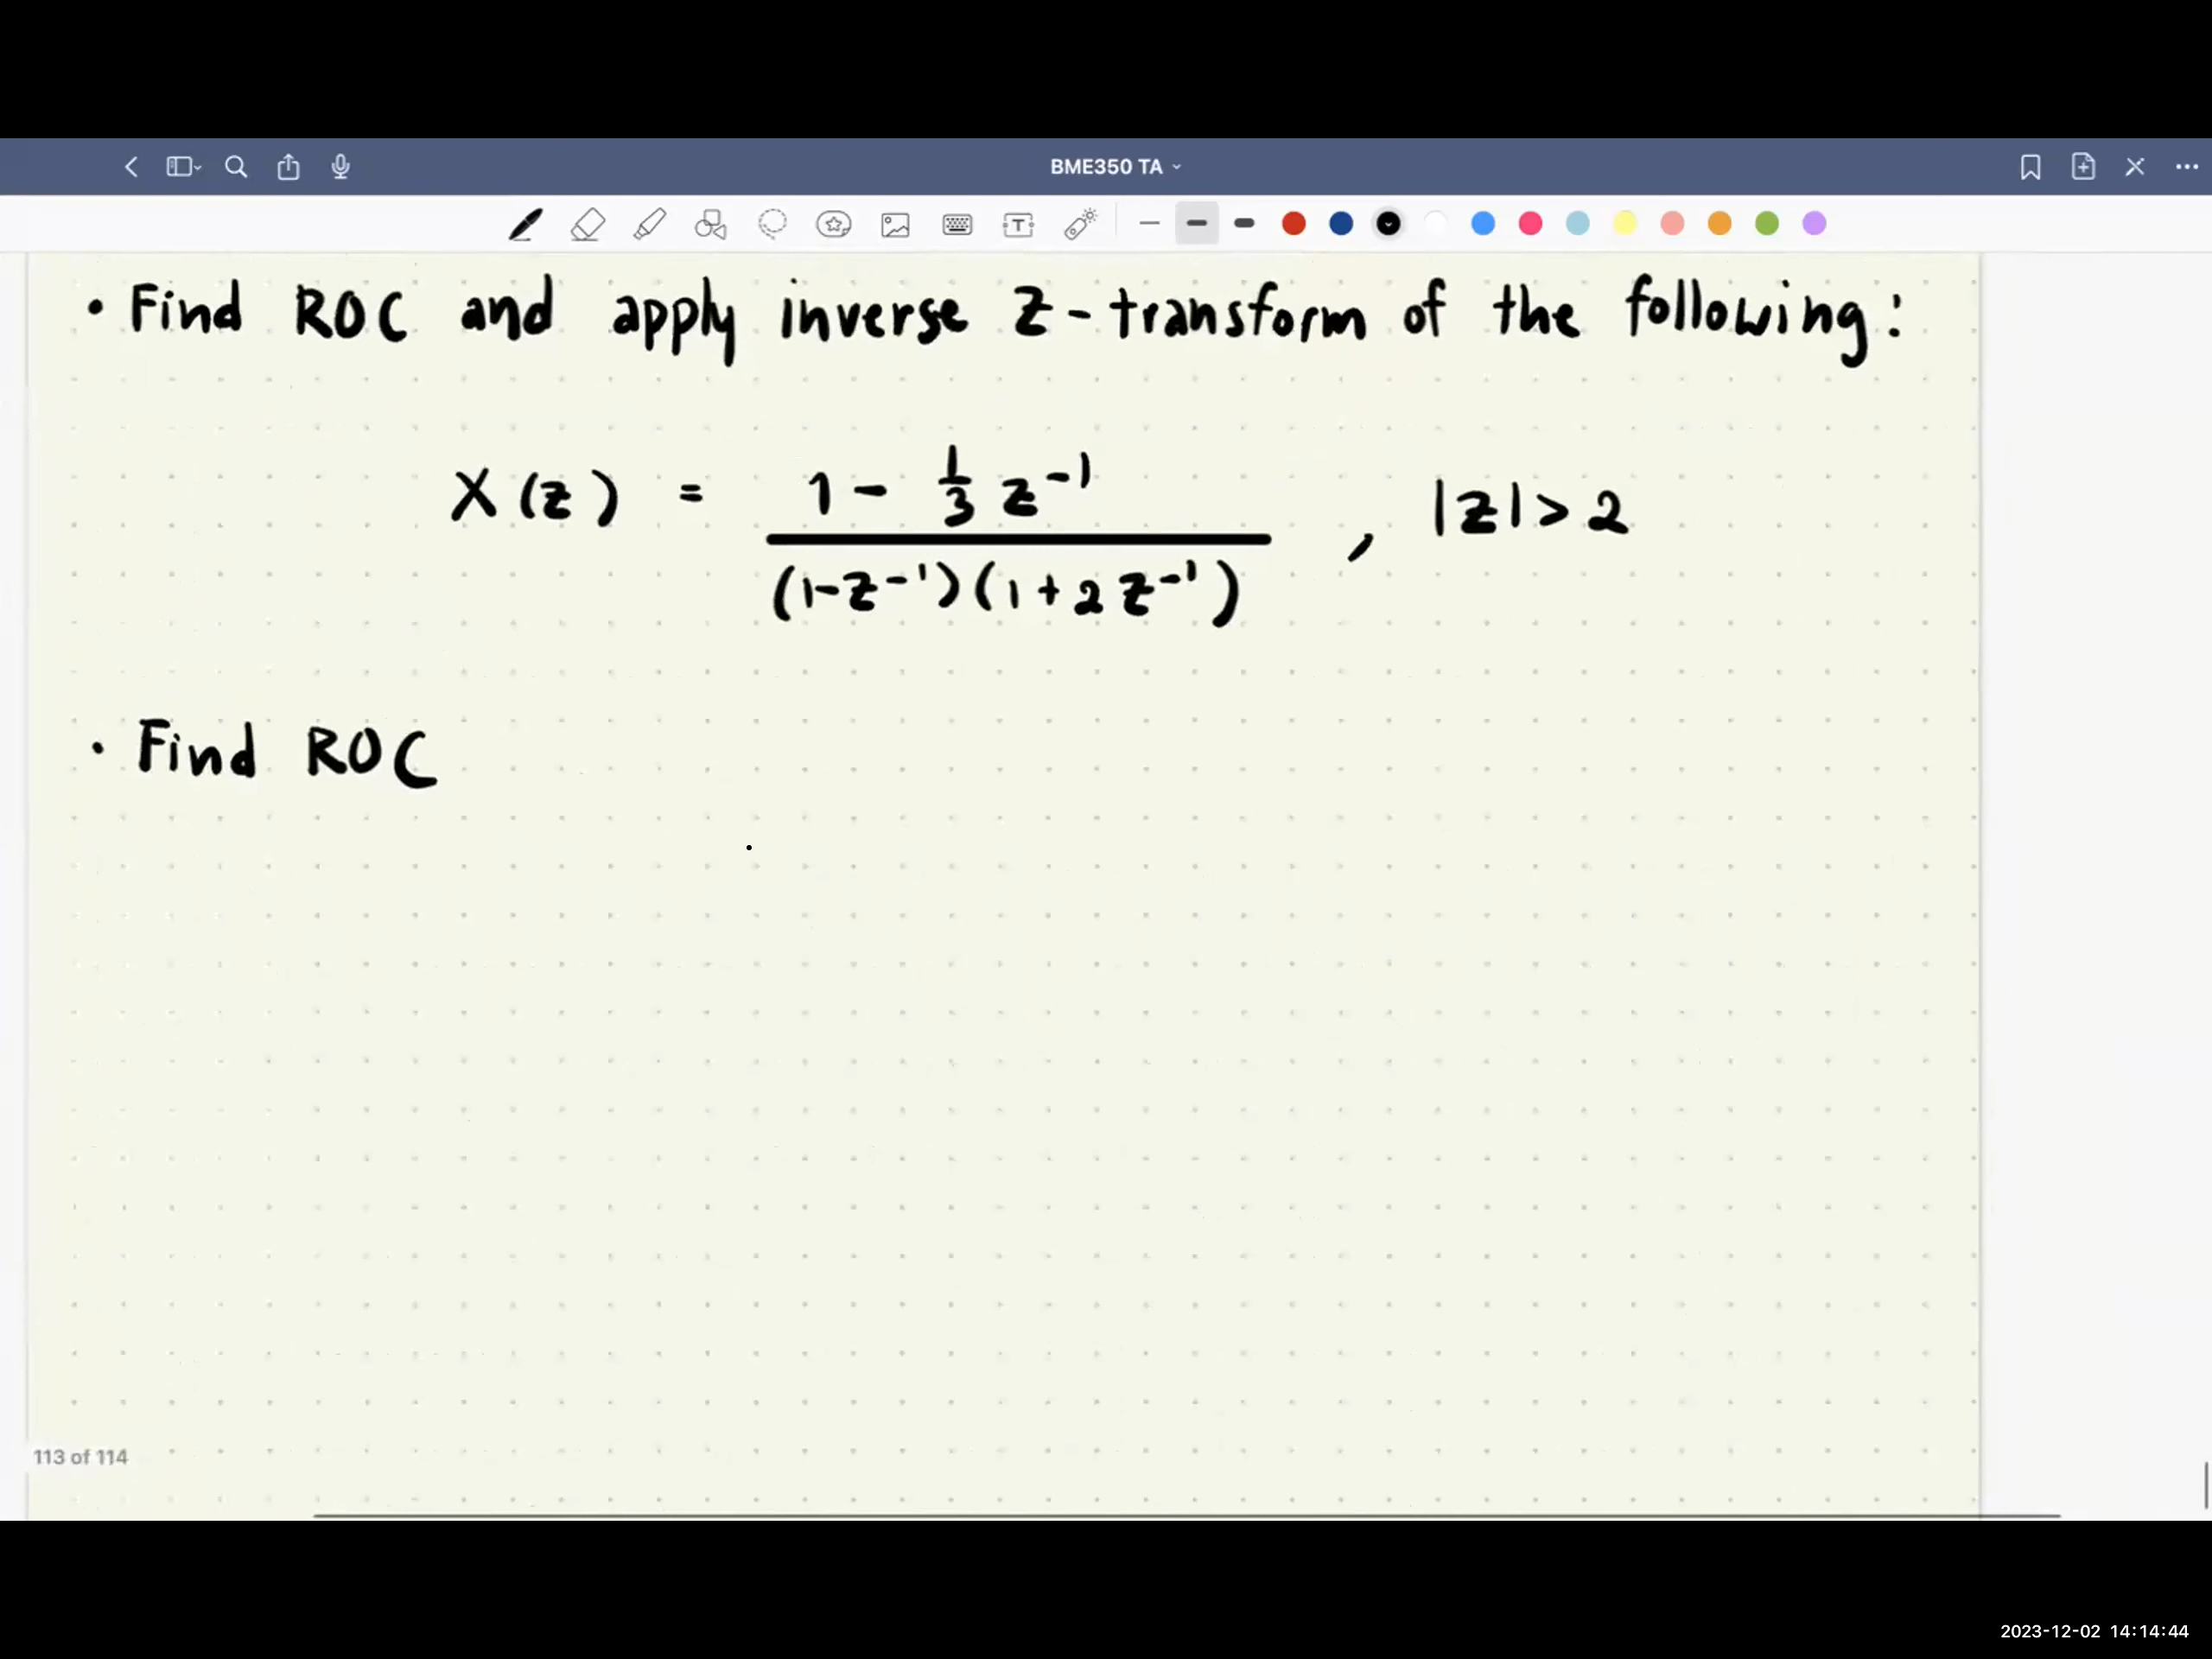 BME350 TA
• Find ROC and apply inverse z-transform of the following:
X(z) = (1 - 1/3 z⁻¹) / ((1-z⁻¹)(1+2z⁻¹)) , |z|>2
• Find ROC
113 of 114
2023-12-02 14:14:44